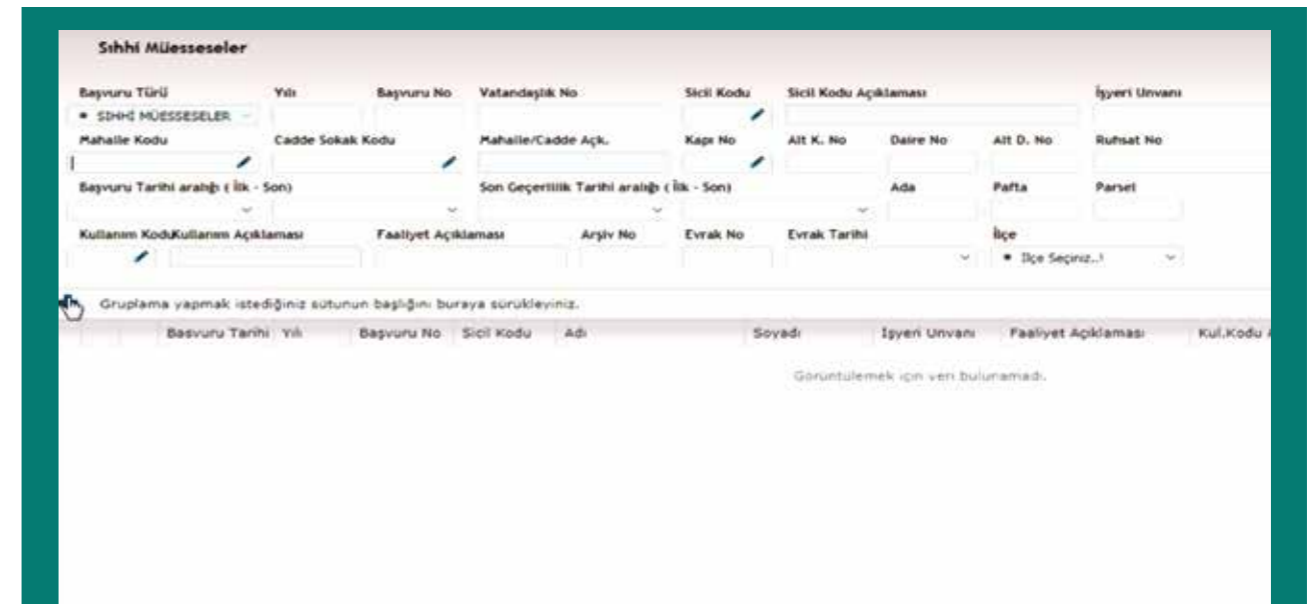 Sıhhi Müesseseler
Başvuru Türü Yılı Başvuru No Vatandaşlık No Sicil Kodu Sicil Kodu Açıklaması İşyeri Unvanı
SIHHİ MÜESSESELER
Mahalle Kodu Cadde Sokak Kodu Mahalle/Cadde Açk. Kapı No Alt K. No Daire No Alt D. No Ruhsat No
Başvuru Tarihi aralığı ( İlk - Son) Son Geçerlilik Tarihi aralığı ( İlk - Son) Ada Pafta Parsel
Kullanım Kodu Kullanım Açıklaması Faaliyet Açıklaması Arşiv No Evrak No Evrak Tarihi İlçe
İlçe Seçiniz..!
Gruplama yapmak istediğiniz sütunun başlığını buraya sürükleyiniz.
Basvuru Tarihi Yılı Başvuru No Sicil Kodu Adı Soyadı İşyeri Unvanı Faaliyet Açıklaması Kul.Kodu
Görüntülemek için veri bulunamadı.